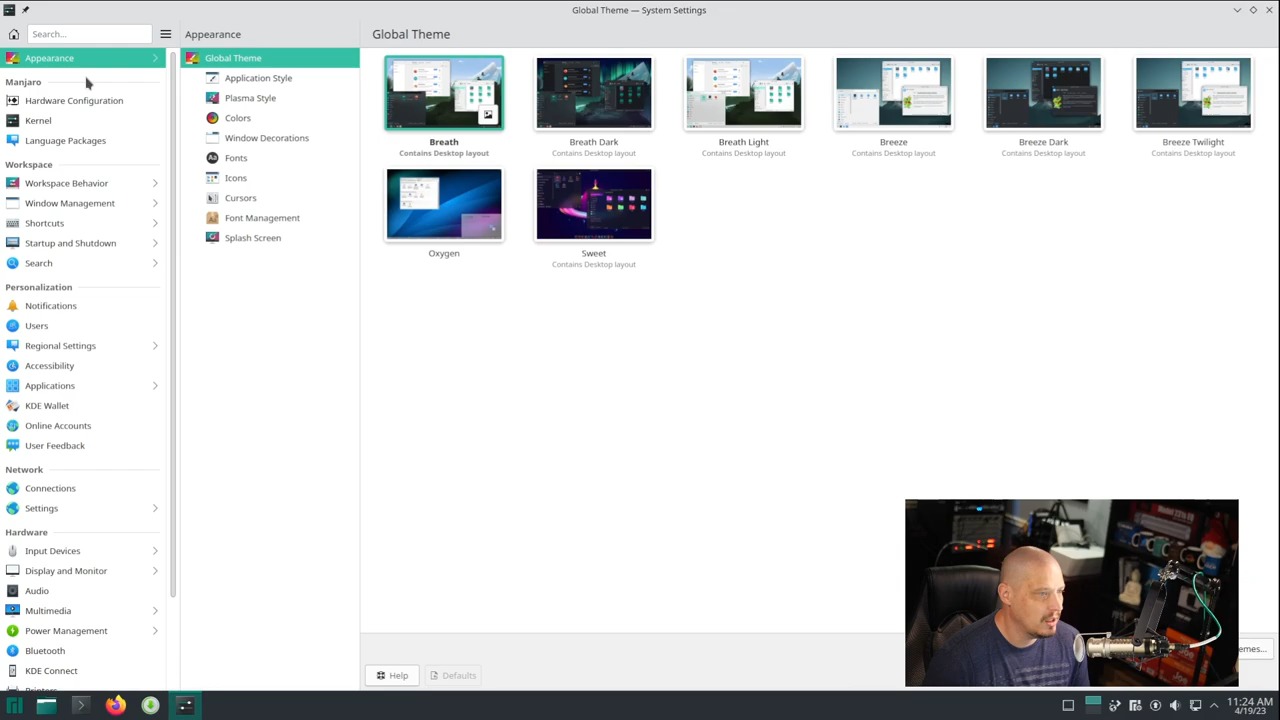 Global Theme — System Settings
Search...
Appearance
Global Theme
Appearance
Manjaro
Hardware Configuration
Kernel
Language Packages
Workspace
Workspace Behavior
Window Management
Shortcuts
Startup and Shutdown
Search
Personalization
Notifications
Users
Regional Settings
Accessibility
Applications
KDE Wallet
Online Accounts
User Feedback
Network
Connections
Settings
Hardware
Input Devices
Display and Monitor
Audio
Multimedia
Power Management
Bluetooth
KDE Connect
Printers
Global Theme
Application Style
Plasma Style
Colors
Window Decorations
Fonts
Icons
Cursors
Font Management
Splash Screen
Breath
Contains Desktop layout
Breath Dark
Contains Desktop layout
Breath Light
Contains Desktop layout
Breeze
Contains Desktop layout
Breeze Dark
Contains Desktop layout
Breeze Twilight
Contains Desktop layout
Oxygen
Sweet
Contains Desktop layout
emes...
Help
Defaults
11:24 AM
4/19/23